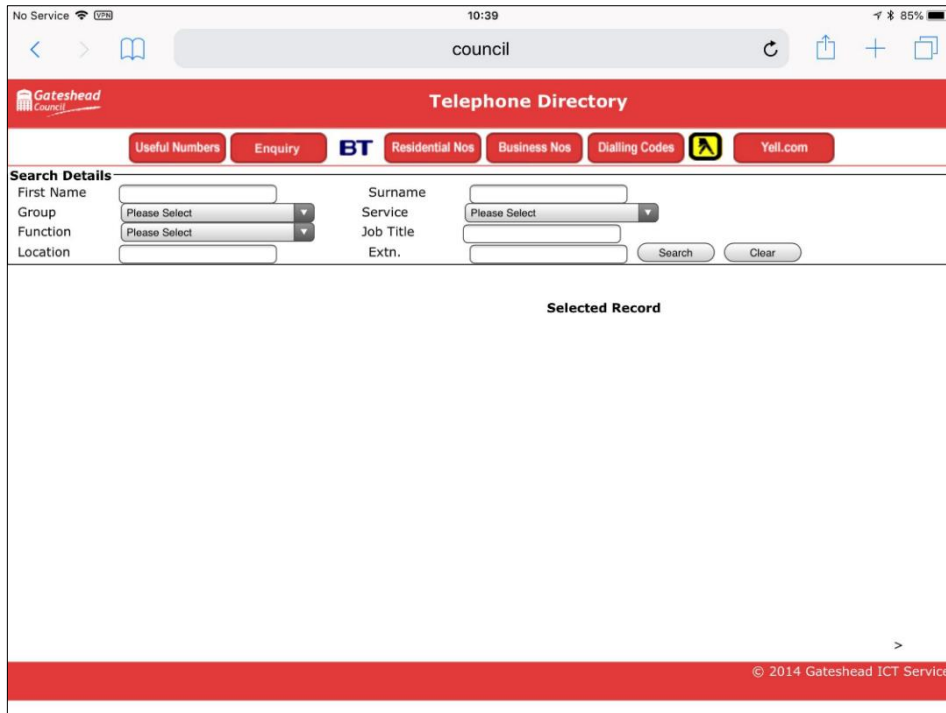 No Service VPN 10:39 85%
council
Gateshead
Council
Telephone Directory
Useful Numbers Enquiry BT Residential Nos Business Nos Dialling Codes Yell.com
Search Details
First Name Surname
Group Please Select Service Please Select
Function Please Select Job Title
Location Extn. Search Clear
Selected Record
>
© 2014 Gateshead ICT Service